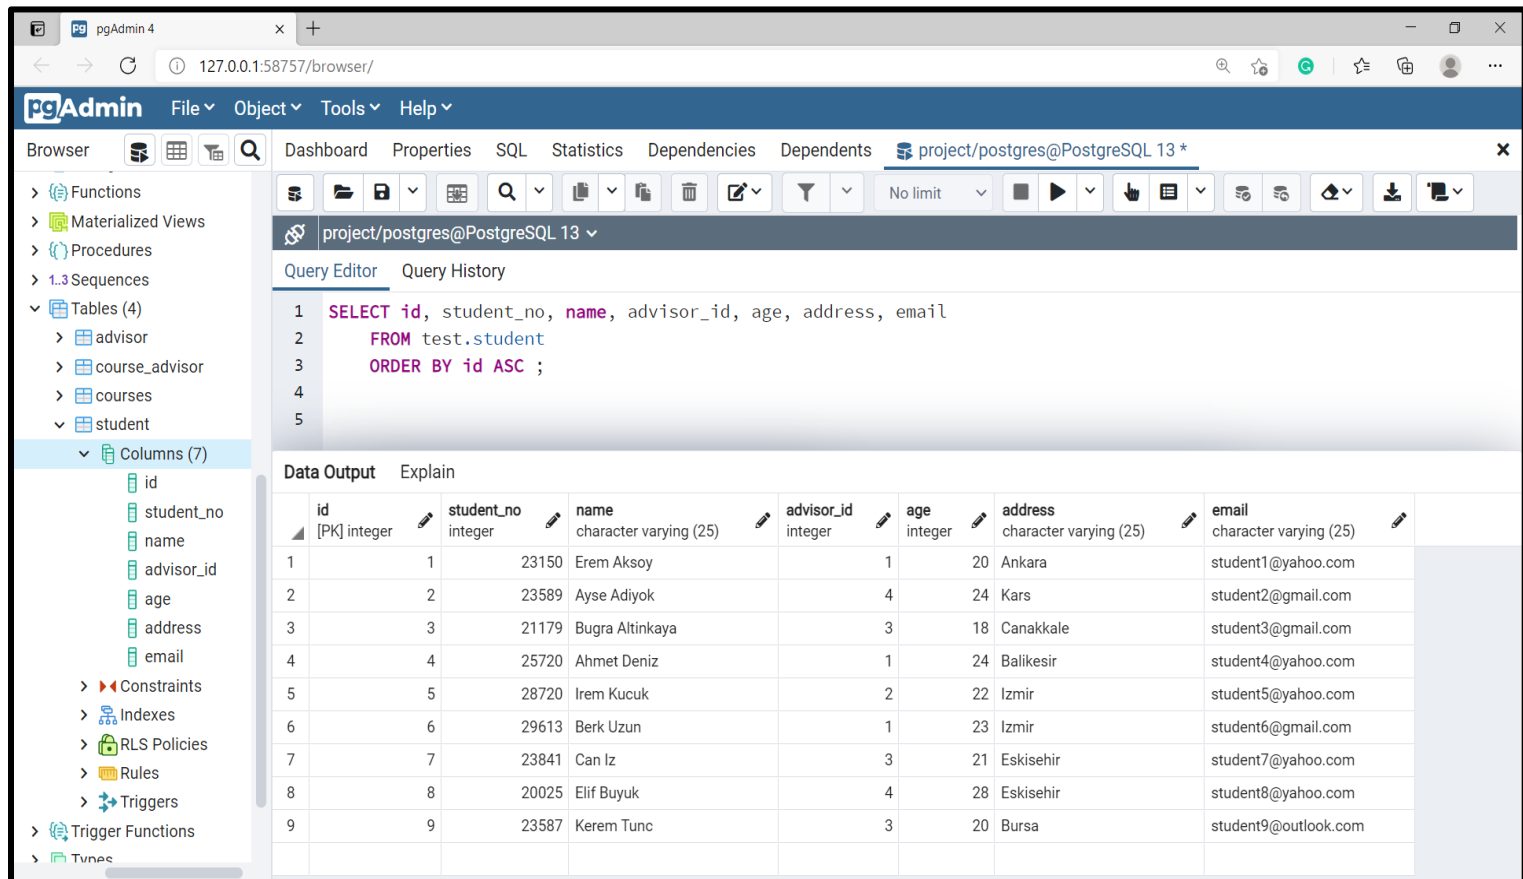 pgAdmin 4
127.0.0.1:58757/browser/
pgAdmin File Object Tools Help
Browser
Dashboard Properties SQL Statistics Dependencies Dependents project/postgres@PostgreSQL 13 *
No limit
project/postgres@PostgreSQL 13
Functions
Materialized Views
Procedures
1..3 Sequences
Tables (4)
advisor
course_advisor
courses
student
Columns (7)
id
student_no
name
advisor_id
age
address
email
Constraints
Indexes
RLS Policies
Rules
Triggers
Trigger Functions
Types
Query Editor Query History
1 SELECT id, student_no, name, advisor_id, age, address, email
2 FROM test.student
3 ORDER BY id ASC ;
4
5
Data Output Explain
id student_no name advisor_id age address email
[PK] integer integer character varying (25) integer integer character varying (25) character varying (25)
1 1 23150 Erem Aksoy 1 20 Ankara student1@yahoo.com
2 2 23589 Ayse Adiyok 4 24 Kars student2@gmail.com
3 3 21179 Bugra Altinkaya 3 18 Canakkale student3@gmail.com
4 4 25720 Ahmet Deniz 1 24 Balikesir student4@yahoo.com
5 5 28720 Irem Kucuk 2 22 Izmir student5@yahoo.com
6 6 29613 Berk Uzun 1 23 Izmir student6@gmail.com
7 7 23841 Can Iz 3 21 Eskisehir student7@yahoo.com
8 8 20025 Elif Buyuk 4 28 Eskisehir student8@yahoo.com
9 9 23587 Kerem Tunc 3 20 Bursa student9@outlook.com